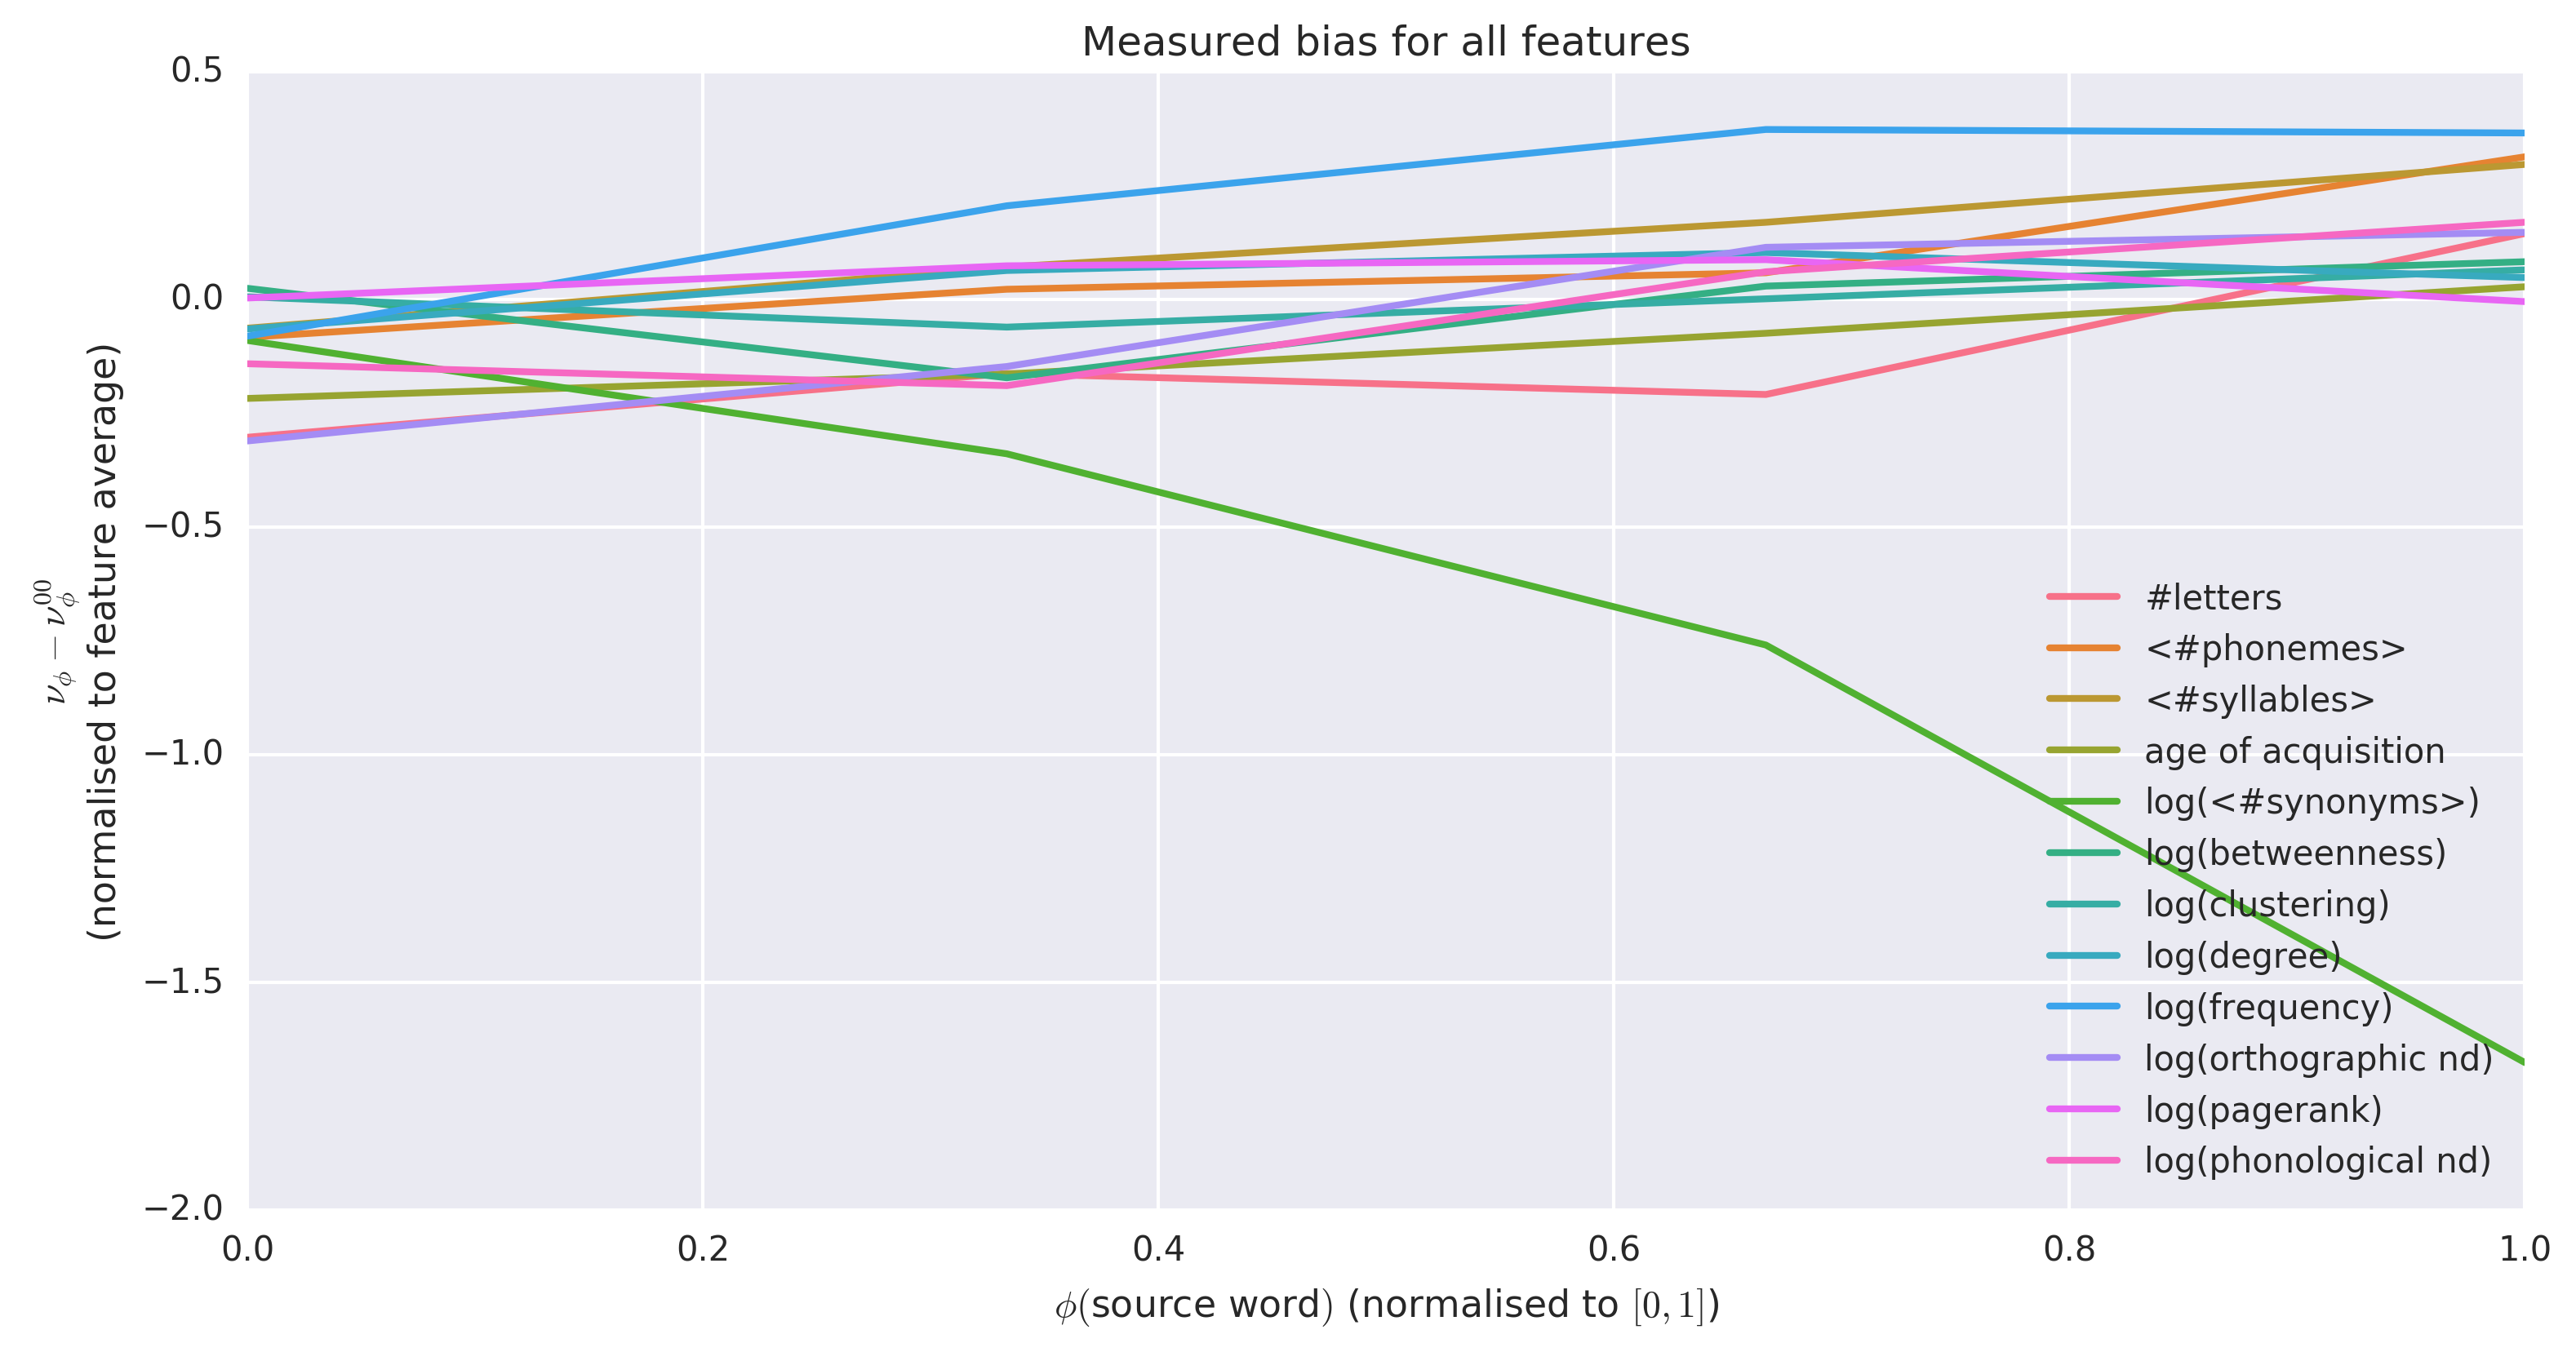 Measured bias for all features
0.5
0.0
−0.5
−1.0
−1.5
−2.0
ν_ϕ − ν_ϕ^00
(normalised to feature average)
#letters
<#phonemes>
<#syllables>
age of acquisition
log(<#synonyms>)
log(betweenness)
log(clustering)
log(degree)
log(frequency)
log(orthographic nd)
log(pagerank)
log(phonological nd)
0.0 0.2 0.4 0.6 0.8 1.0
ϕ(source word) (normalised to [0, 1])